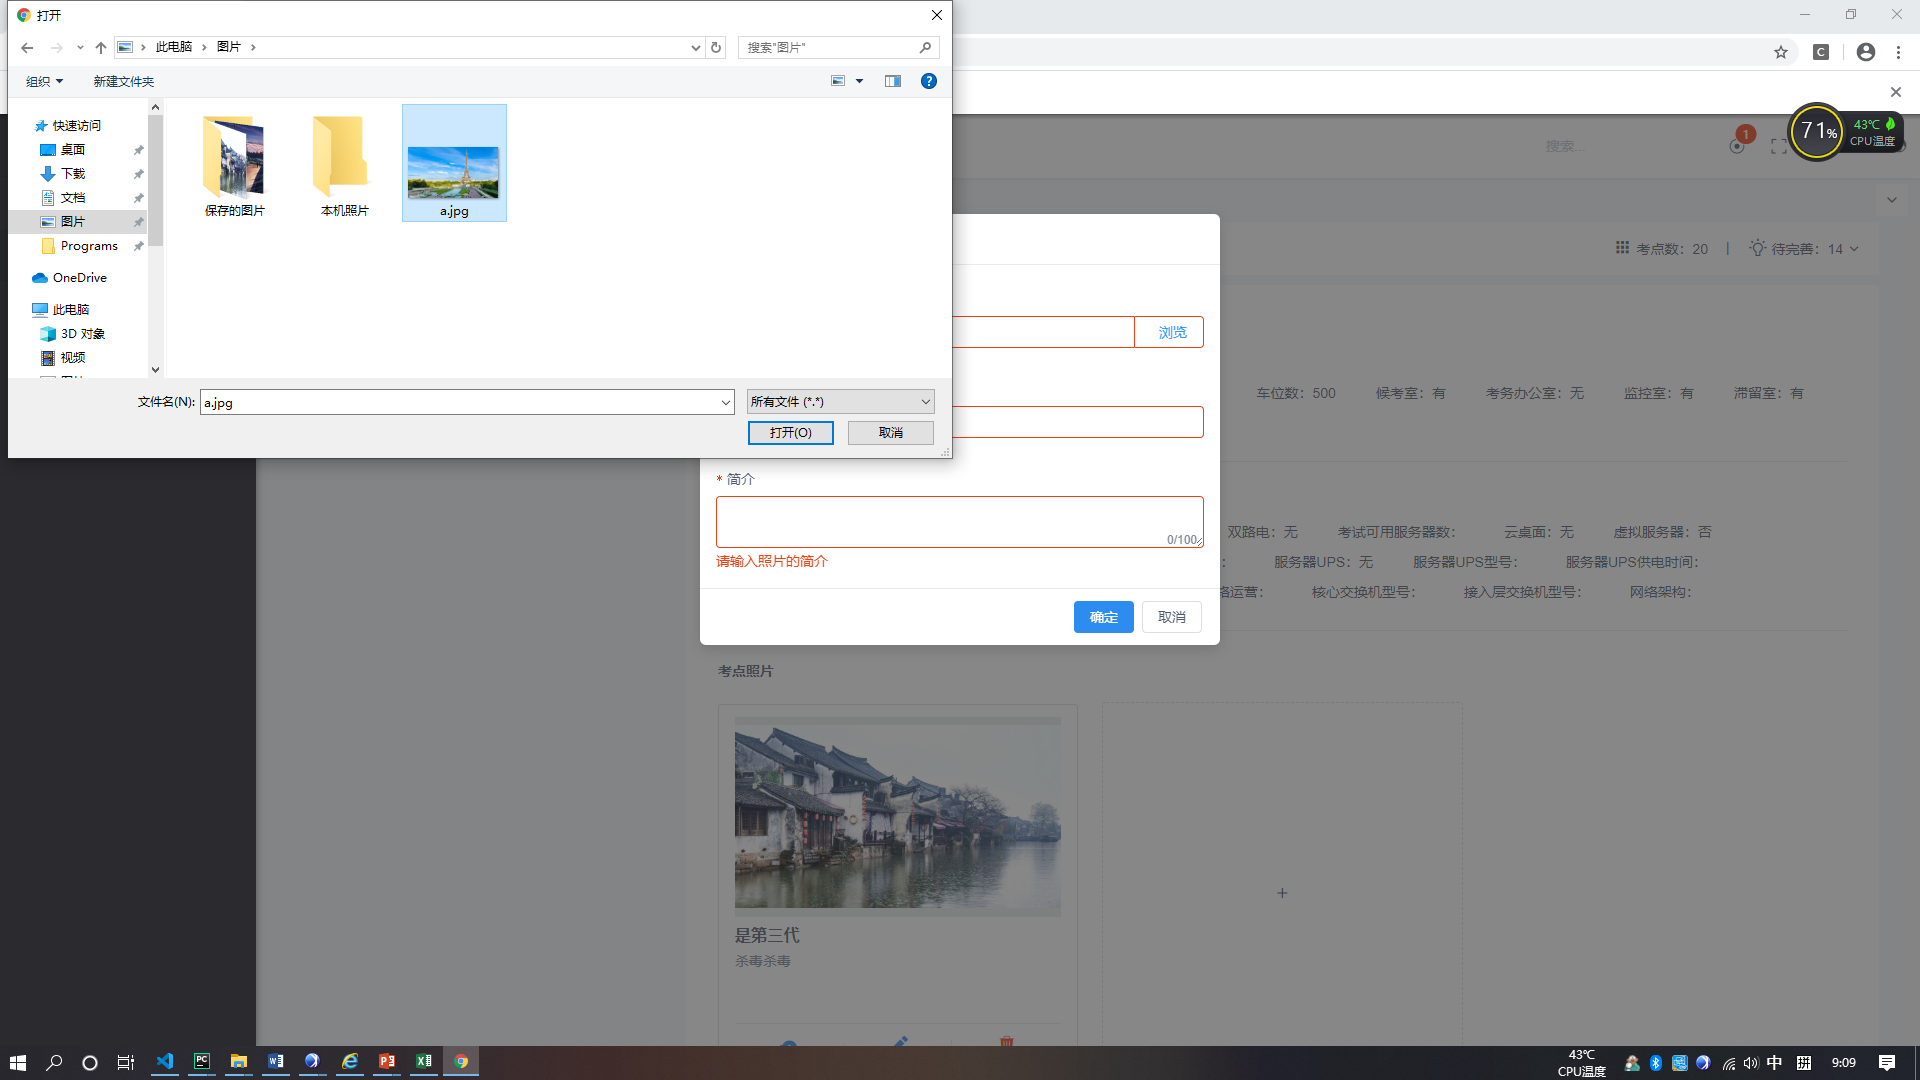 打开
此电脑
图片
搜索"图片"
组织
新建文件夹
快速访问
桌面
下载
文档
图片
Programs
OneDrive
此电脑
3D 对象
视频
保存的图片
本机照片
a.jpg
文件名(N):
a.jpg
所有文件 (*.*)
打开(O)
取消
C
搜索...
1
71%
43℃
CPU温度
考点数：20
|
待完善：14
浏览
* 简介
0/100
请输入照片的简介
确定
取消
车位数：500
候考室：有
考务办公室：无
监控室：有
滞留室：有
双路电：无
考试可用服务器数：
云桌面：无
虚拟服务器：否
服务器UPS：无
服务器UPS型号：
服务器UPS供电时间：
运营：
核心交换机型号：
接入层交换机型号：
网络架构：
考点照片
是第三代
杀毒杀毒
+
43℃
CPU温度
中
拼
9:09